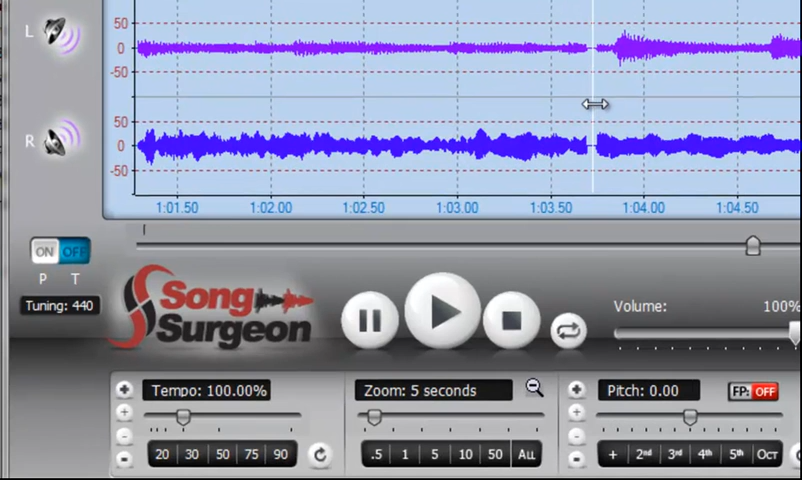 50
L 0
-50
50
R 0
-50
1:01.50 1:02.00 1:02.50 1:03.00 1:03.50 1:04.00 1:04.50
ON OFF
P T
Tuning: 440
Song
Surgeon
Volume: 100%
Tempo: 100.00% Zoom: 5 seconds Pitch: 0.00 FP: OFF
20 30 50 75 90 .5 1 5 10 50 ALL + 2nd 3rd 4th 5th OCT